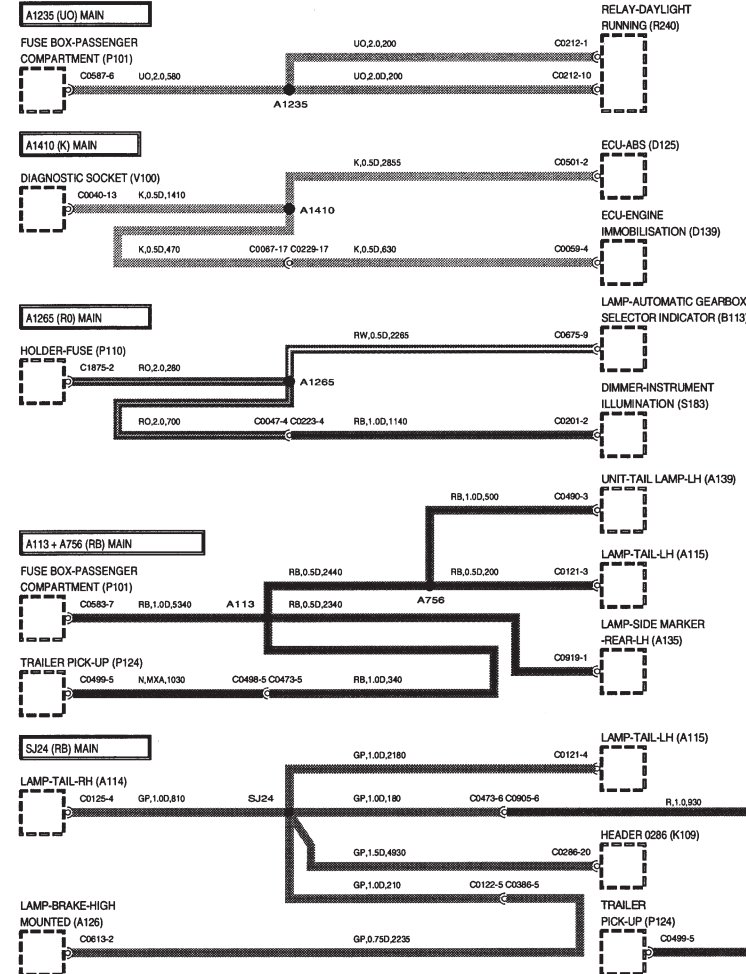 A1235 (UO) MAIN
RELAY-DAYLIGHT
RUNNING (R240)
FUSE BOX-PASSENGER
COMPARTMENT (P101)
UO,2.0,200
C0212-1
C0587-6
UO,2.0,580
UO,2.0D,200
C0212-10
A1235
A1410 (K) MAIN
ECU-ABS (D125)
K,0.5D,2855
C0501-2
DIAGNOSTIC SOCKET (V100)
C0040-13
K,0.5D,1410
A1410
ECU-ENGINE
IMMOBILISATION (D139)
K,0.5D,470
C0067-17 C0229-17
K,0.5D,630
C0059-4
LAMP-AUTOMATIC GEARBOX
SELECTOR INDICATOR (B113)
A1265 (R0) MAIN
RW,0.5D,2265
C0675-9
HOLDER-FUSE (P110)
C1875-2
RO,2.0,280
A1265
DIMMER-INSTRUMENT
ILLUMINATION (S183)
RO,2.0,700
C0047-4 C0223-4
RB,1.0D,1140
C0201-2
UNIT-TAIL LAMP-LH (A139)
RB,1.0D,500
C0490-3
A113 + A756 (RB) MAIN
LAMP-TAIL-LH (A115)
FUSE BOX-PASSENGER
COMPARTMENT (P101)
RB,0.5D,2440
RB,0.5D,200
C0121-3
A756
C0583-7
RB,1.0D,5340
A113
RB,0.5D,2340
LAMP-SIDE MARKER
-REAR-LH (A135)
C0919-1
TRAILER PICK-UP (P124)
C0499-5
N,MXA,1030
C0498-5 C0473-5
RB,1.0D,340
SJ24 (RB) MAIN
LAMP-TAIL-LH (A115)
GP,1.0D,2180
C0121-4
LAMP-TAIL-RH (A114)
C0125-4
GP,1.0D,810
SJ24
GP,1.0D,180
C0473-6 C0905-6
R,1.0,930
HEADER 0286 (K109)
GP,1.5D,4930
C0286-20
GP,1.0D,210
C0122-5 C0386-5
LAMP-BRAKE-HIGH
MOUNTED (A126)
TRAILER
PICK-UP (P124)
C0613-2
GP,0.75D,2235
C0499-5